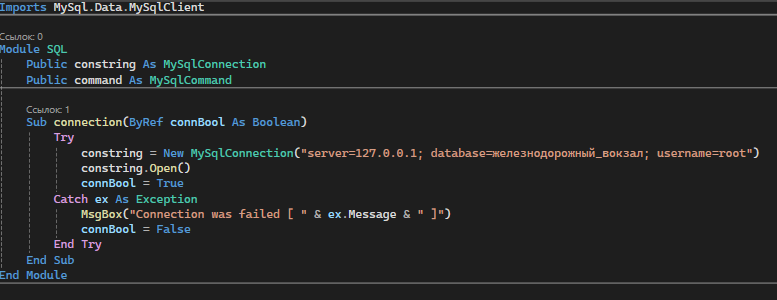 Imports MySql.Data.MySqlClient
Ссылок: 0
Module SQL
Public constring As MySqlConnection
Public command As MySqlCommand
Ссылок: 1
Sub connection(ByRef connBool As Boolean)
Try
constring = New MySqlConnection("server=127.0.0.1; database=железнодорожный_вокзал; username=root")
constring.Open()
connBool = True
Catch ex As Exception
MsgBox("Connection was failed [ " & ex.Message & " ]")
connBool = False
End Try
End Sub
End Module